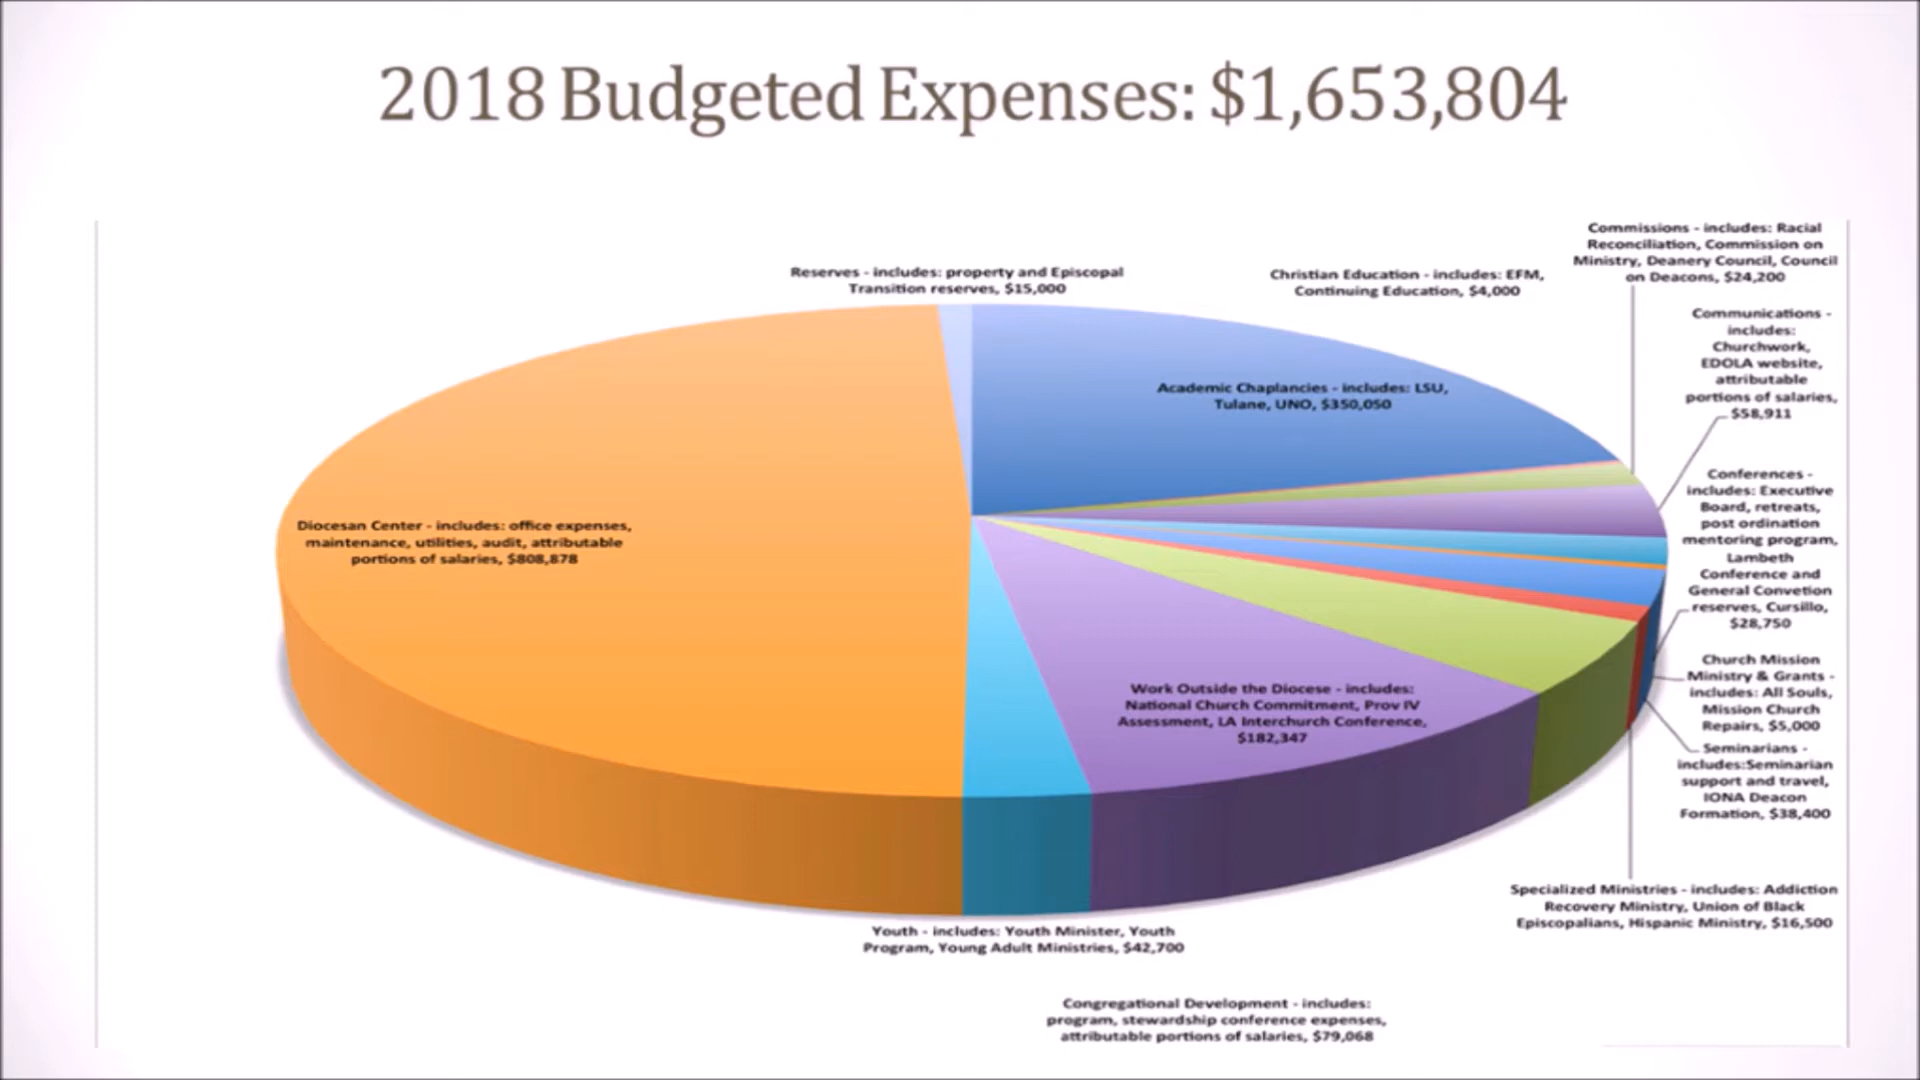 2018 Budgeted Expenses: $1,653,804
Reserves - includes: property and Episcopal
Transition reserves, $15,000
Christian Education - includes: EFM,
Continuing Education, $4,000
Commissions - includes: Racial
Reconciliation, Commission on
Ministry, Deanery Council, Council
on Deacons, $24,200
Communications -
includes:
Churchwork,
EDOLA website,
attributable
portions of salaries,
$58,911
Academic Chaplancies - includes: LSU,
Tulane, UNO, $350,050
Conferences -
includes: Executive
Board, retreats,
post ordination
mentoring program,
Lambeth
Conference and
General Convetion
reserves, Cursillo,
$28,750
Diocesan Center - includes: office expenses,
maintenance, utilities, audit, attributable
portions of salaries, $808,878
Church Mission
Ministry & Grants -
includes: All Souls,
Mission Church
Repairs, $5,000
Work Outside the Diocese - includes:
National Church Commitment, Prov IV
Assessment, LA Interchurch Conference,
$182,347
Seminarians -
includes:Seminarian
support and travel,
IONA Deacon
Formation, $38,400
Specialized Ministries - includes: Addiction
Recovery Ministry, Union of Black
Episcopalians, Hispanic Ministry, $16,500
Youth - includes: Youth Minister, Youth
Program, Young Adult Ministries, $42,700
Congregational Development - includes:
program, stewardship conference expenses,
attributable portions of salaries, $79,068